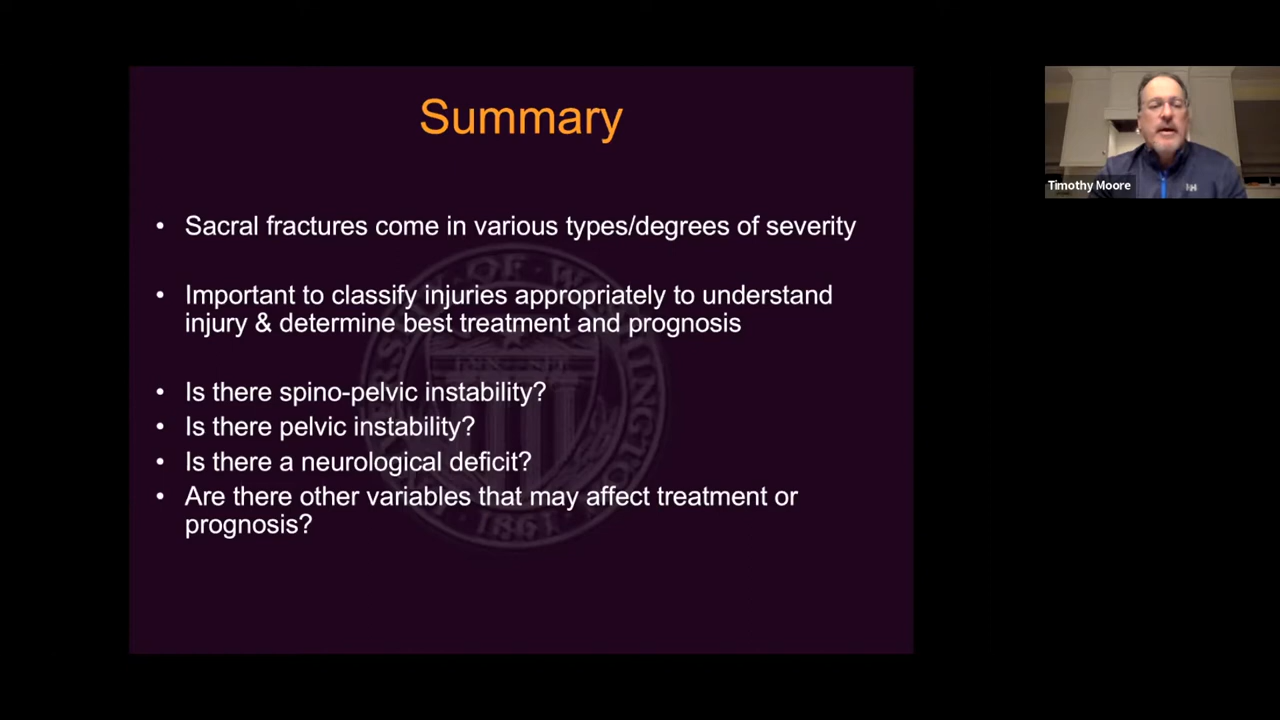 Summary
• Sacral fractures come in various types/degrees of severity
• Important to classify injuries appropriately to understand
injury & determine best treatment and prognosis
• Is there spino-pelvic instability?
• Is there pelvic instability?
• Is there a neurological deficit?
• Are there other variables that may affect treatment or
prognosis?
1861
Timothy Moore